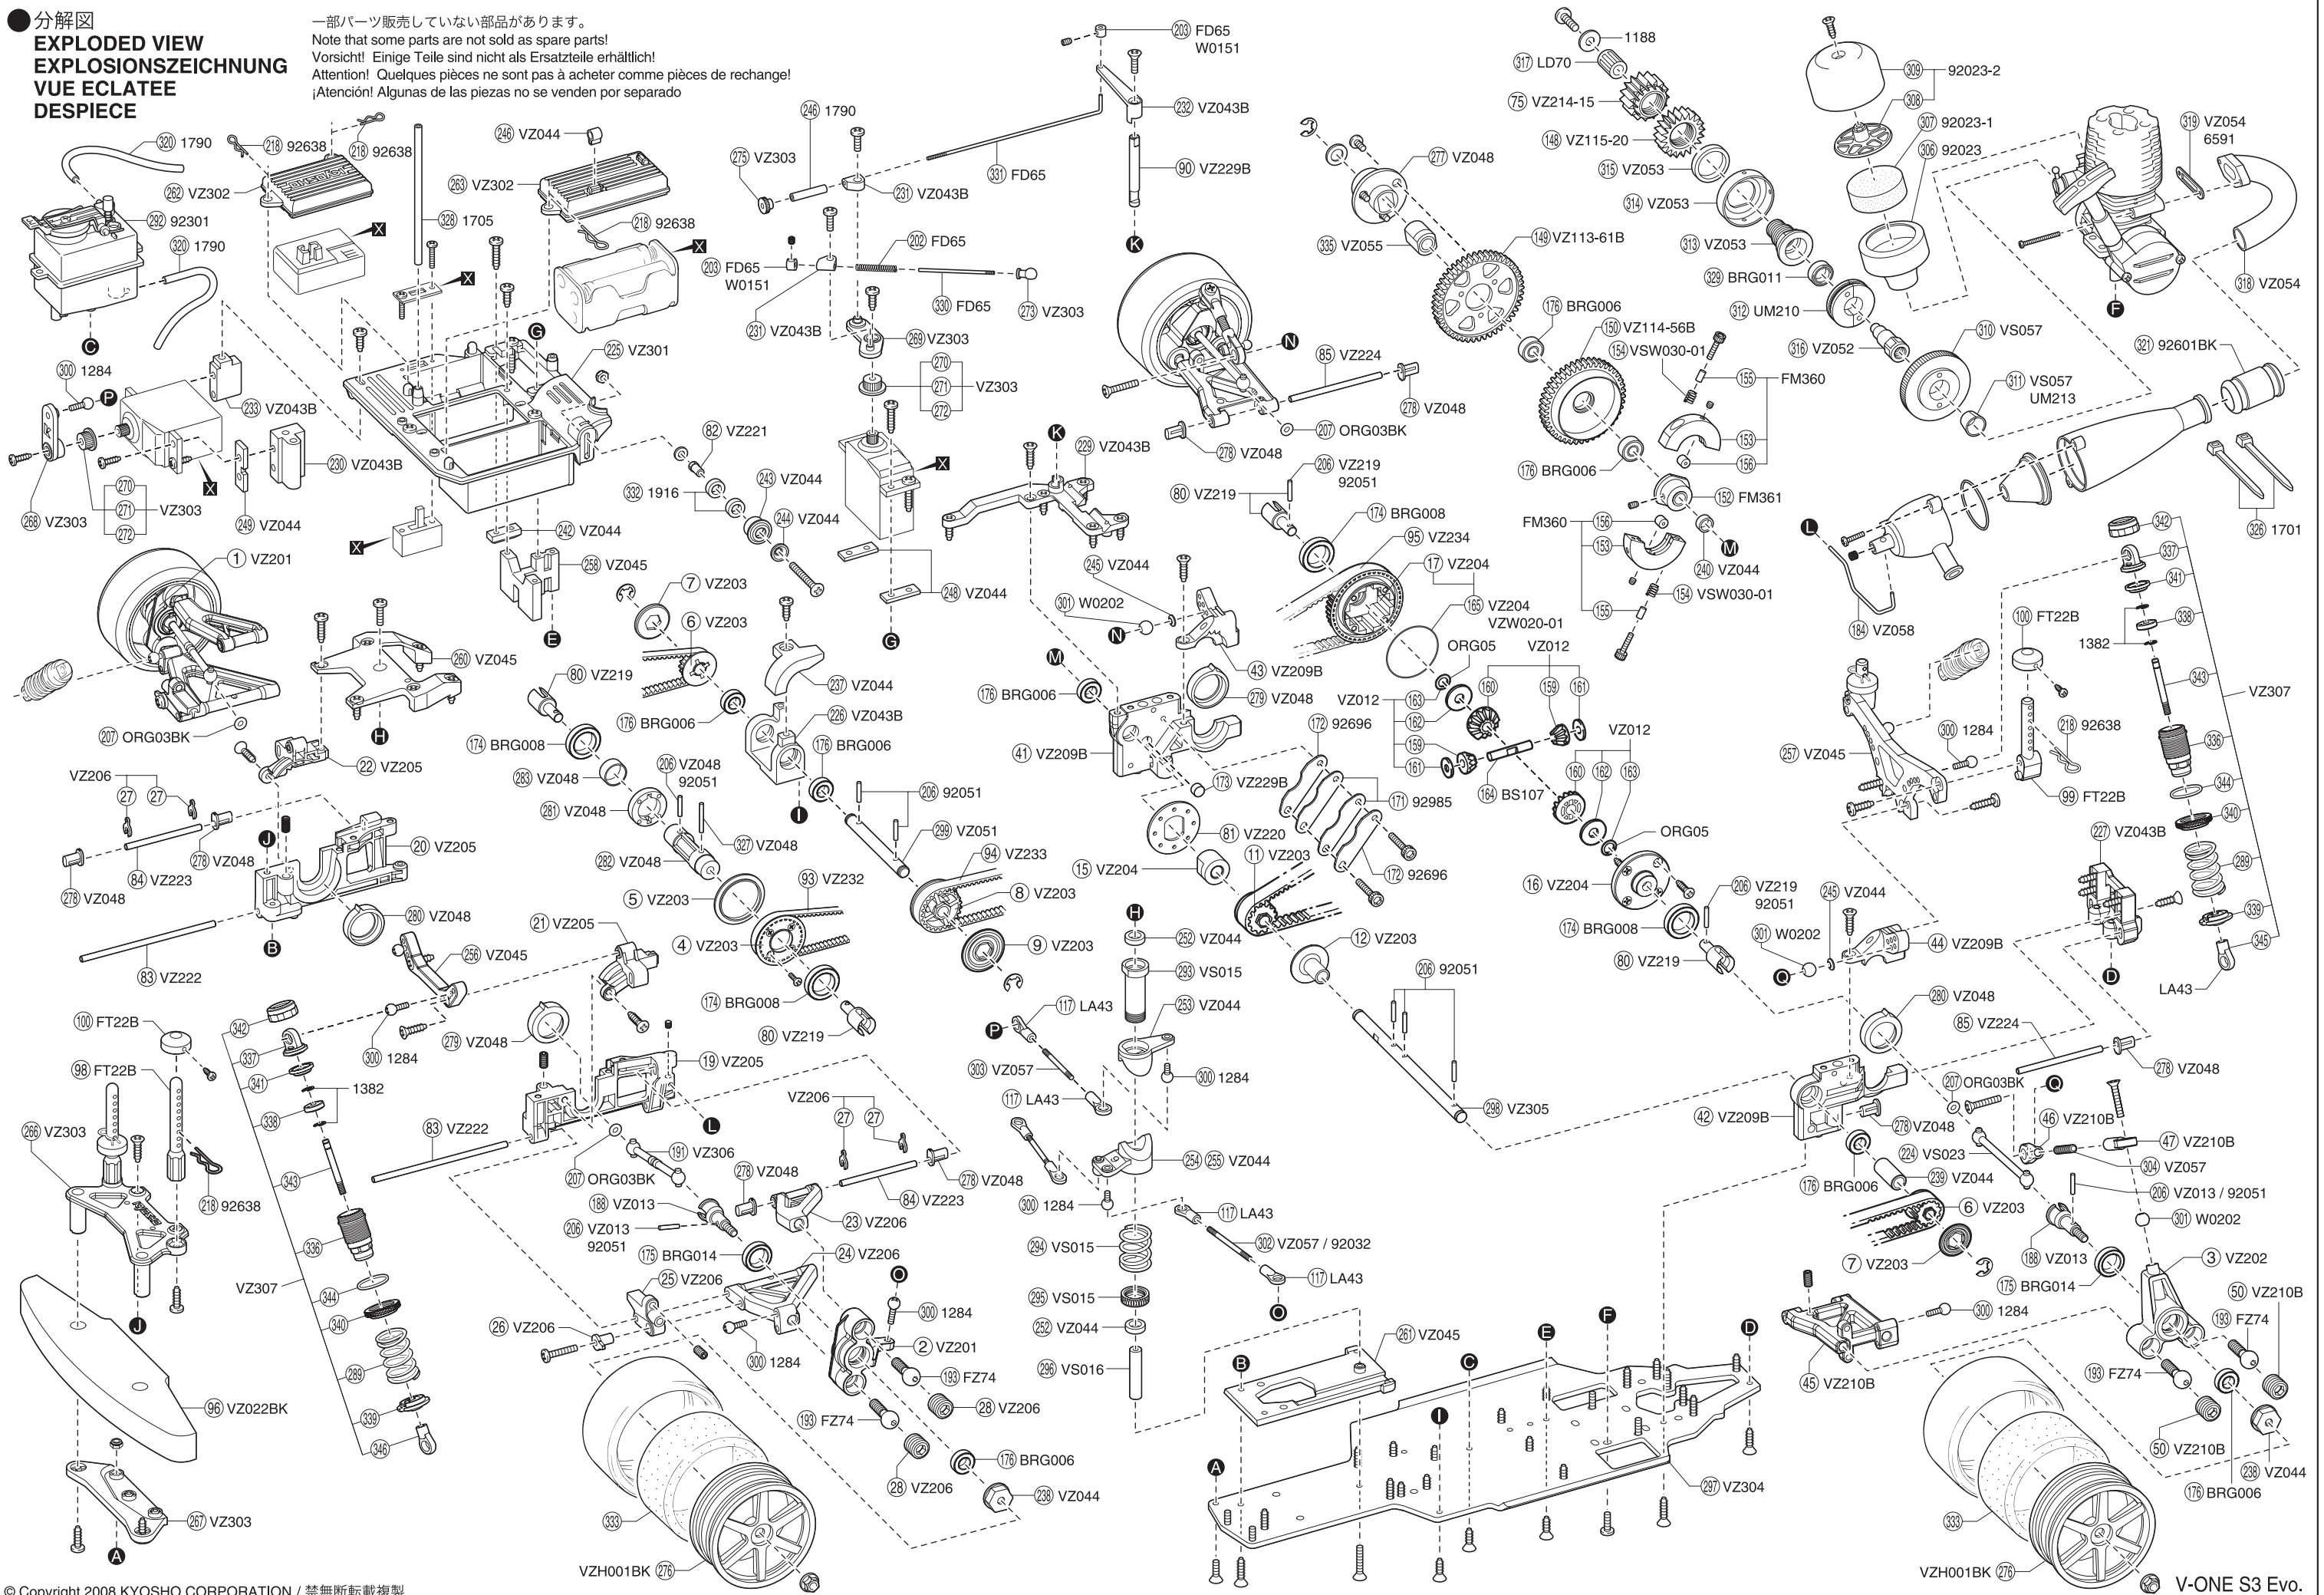 ●分解図
EXPLODED VIEW
EXPLOSIONSZEICHNUNG
VUE ECLATEE
DESPIECE
一部パーツ販売していない部品があります。
Note that some parts are not sold as spare parts!
Vorsicht! Einige Teile sind nicht als Ersatzteile erhältlich!
Attention! Quelques pièces ne sont pas à acheter comme pièces de rechange!
¡Atención! Algunas de las piezas no se venden por separado
320 1790
218 92638
218 92638
262 VZ302
292 92301
320 1790
C
X
328 1705
X
246 VZ044
263 VZ302
218 92638
X
G
225 VZ301
300 1284
P
233 VZ043B
230 VZ043B
X
249 VZ044
268 VZ303
270
271
272
VZ303
X
242 VZ044
258 VZ045
E
82 VZ221
332 1916
243 VZ044
244 VZ044
246 1790
275 VZ303
231 VZ043B
203 FD65
W0151
231 VZ043B
202 FD65
330 FD65
273 VZ303
269 VZ303
270
271
272
VZ303
X
248 VZ044
G
203 FD65
W0151
232 VZ043B
331 FD65
90 VZ229B
K
N
85 VZ224
278 VZ048
207 ORG03BK
278 VZ048
K
229 VZ043B
1188
317 LD70
75 VZ214-15
148 VZ115-20
315 VZ053
314 VZ053
313 VZ053
329 BRG011
312 UM210
316 VZ052
310 VS057
311 VS057
UM213
277 VZ048
335 VZ055
149 VZ113-61B
176 BRG006
150 VZ114-56B
154 VSW030-01
155
FM360
153
156
176 BRG006
152 FM361
FM360
156
153
155
154 VSW030-01
240 VZ044
M
309
92023-2
308
307 92023-1
306 92023
319 VZ054
6591
318 VZ054
F
321 92601BK
326 1701
L
184 VZ058
1 VZ201
207 ORG03BK
260 VZ045
H
22 VZ205
VZ206
27
27
278 VZ048
84 VZ223
278 VZ048
J
20 VZ205
83 VZ222
B
280 VZ048
256 VZ045
300 1284
7 VZ203
6 VZ203
80 VZ219
176 BRG006
174 BRG008
283 VZ048
281 VZ048
206 VZ048
92051
327 VZ048
282 VZ048
5 VZ203
93 VZ232
4 VZ203
174 BRG008
80 VZ219
237 VZ044
226 VZ043B
176 BRG006
I
206 92051
299 VZ051
94 VZ233
8 VZ203
9 VZ203
206 VZ219
92051
80 VZ219
174 BRG008
95 VZ234
17 VZ204
165 VZ204
VZW020-01
245 VZ044
301 W0202
N
M
43 VZ209B
279 VZ048
176 BRG006
41 VZ209B
173 VZ229B
172 92696
171 92985
172 92696
81 VZ220
15 VZ204
11 VZ203
12 VZ203
ORG05
VZ012
160
159
161
VZ012
163
162
159
161
164 BS107
VZ012
160
162
163
ORG05
16 VZ204
206 VZ219
92051
174 BRG008
80 VZ219
206 92051
298 VZ305
342
337
341
338
1382
343
VZ307
336
344
340
289
339
345
LA43
100 FT22B
218 92638
99 FT22B
300 1284
257 VZ045
227 VZ043B
D
245 VZ044
301 W0202
Q
44 VZ209B
280 VZ048
85 VZ224
278 VZ048
42 VZ209B
278 VZ048
207 ORG03BK
Q
46 VZ210B
47 VZ210B
304 VZ057
224 VS023
206 VZ013 / 92051
176 BRG006
239 VZ044
6 VZ203
7 VZ203
301 W0202
188 VZ013
175 BRG014
3 VZ202
300 1284
45 VZ210B
193 FZ74
50 VZ210B
193 FZ74
50 VZ210B
238 VZ044
176 BRG006
333
VZH001BK 276
100 FT22B
98 FT22B
266 VZ303
218 92638
J
96 VZ022BK
267 VZ303
A
342
337
341
338
1382
343
336
VZ307
344
340
289
339
346
21 VZ205
279 VZ048
19 VZ205
L
83 VZ222
207 ORG03BK
191 VZ306
VZ206
27
27
278 VZ048
278 VZ048
84 VZ223
188 VZ013
206 VZ013
92051
23 VZ206
175 BRG014
24 VZ206
25 VZ206
26 VZ206
O
300 1284
2 VZ201
300 1284
193 FZ74
28 VZ206
193 FZ74
28 VZ206
176 BRG006
238 VZ044
333
VZH001BK 276
H
252 VZ044
293 VS015
253 VZ044
300 1284
P
117 LA43
303 VZ057
117 LA43
254 255 VZ044
300 1284
117 LA43
302 VZ057 / 92032
117 LA43
O
294 VS015
295 VS015
252 VZ044
296 VS016
261 VZ045
A
B
I
C
E
F
D
297 VZ304
© Copyright 2008 KYOSHO CORPORATION / 禁無断転載複製
V-ONE S3 Evo.